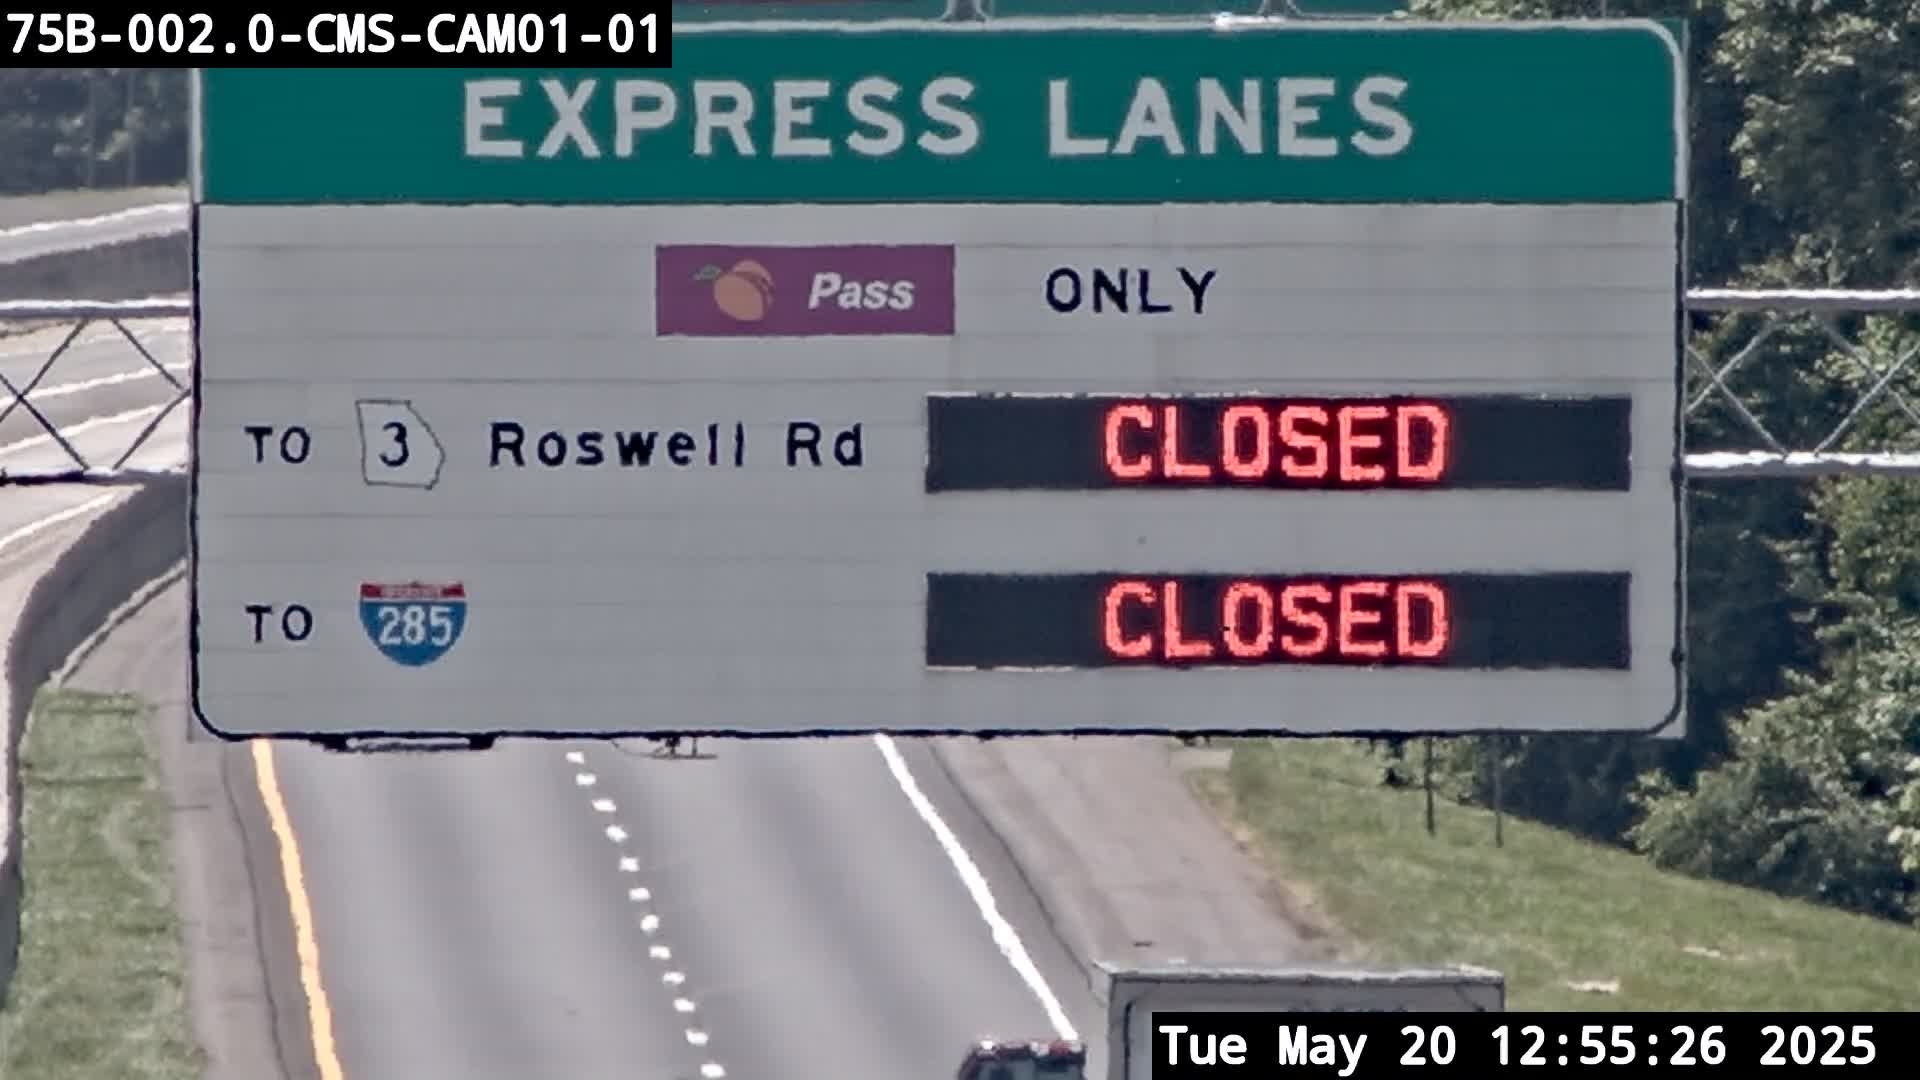 75B-002.0-CMS-CAM01-01
EXPRESS LANES
Pass ONLY
TO 3 Roswell Rd CLOSED
TO 285 CLOSED
Tue May 20 12:55:26 2025